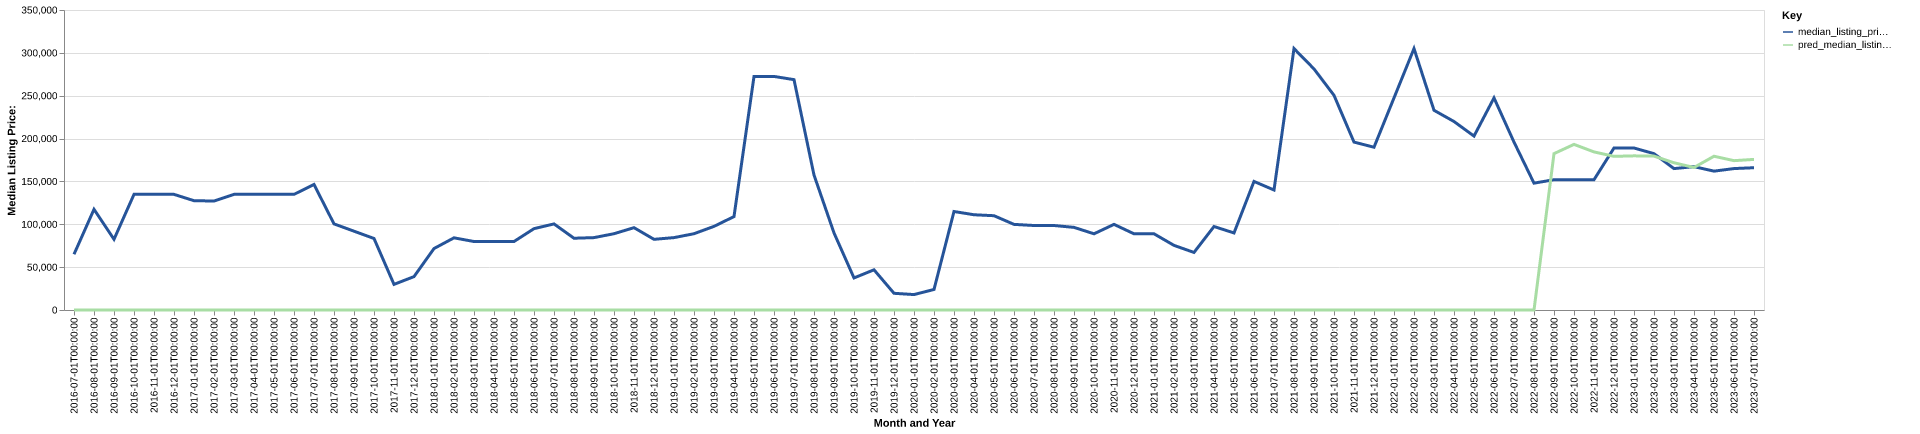 350,000
300,000
250,000
200,000
150,000
100,000
50,000
0
Median Listing Price:
2016-07-01T00:00:00
2016-08-01T00:00:00
2016-09-01T00:00:00
2016-10-01T00:00:00
2016-11-01T00:00:00
2016-12-01T00:00:00
2017-01-01T00:00:00
2017-02-01T00:00:00
2017-03-01T00:00:00
2017-04-01T00:00:00
2017-05-01T00:00:00
2017-06-01T00:00:00
2017-07-01T00:00:00
2017-08-01T00:00:00
2017-09-01T00:00:00
2017-10-01T00:00:00
2017-11-01T00:00:00
2017-12-01T00:00:00
2018-01-01T00:00:00
2018-02-01T00:00:00
2018-03-01T00:00:00
2018-04-01T00:00:00
2018-05-01T00:00:00
2018-06-01T00:00:00
2018-07-01T00:00:00
2018-08-01T00:00:00
2018-09-01T00:00:00
2018-10-01T00:00:00
2018-11-01T00:00:00
2018-12-01T00:00:00
2019-01-01T00:00:00
2019-02-01T00:00:00
2019-03-01T00:00:00
2019-04-01T00:00:00
2019-05-01T00:00:00
2019-06-01T00:00:00
2019-07-01T00:00:00
2019-08-01T00:00:00
2019-09-01T00:00:00
2019-10-01T00:00:00
2019-11-01T00:00:00
2019-12-01T00:00:00
2020-01-01T00:00:00
2020-02-01T00:00:00
2020-03-01T00:00:00
2020-04-01T00:00:00
2020-05-01T00:00:00
2020-06-01T00:00:00
2020-07-01T00:00:00
2020-08-01T00:00:00
2020-09-01T00:00:00
2020-10-01T00:00:00
2020-11-01T00:00:00
2020-12-01T00:00:00
2021-01-01T00:00:00
2021-02-01T00:00:00
2021-03-01T00:00:00
2021-04-01T00:00:00
2021-05-01T00:00:00
2021-06-01T00:00:00
2021-07-01T00:00:00
2021-08-01T00:00:00
2021-09-01T00:00:00
2021-10-01T00:00:00
2021-11-01T00:00:00
2021-12-01T00:00:00
2022-01-01T00:00:00
2022-02-01T00:00:00
2022-03-01T00:00:00
2022-04-01T00:00:00
2022-05-01T00:00:00
2022-06-01T00:00:00
2022-07-01T00:00:00
2022-08-01T00:00:00
2022-09-01T00:00:00
2022-10-01T00:00:00
2022-11-01T00:00:00
2022-12-01T00:00:00
2023-01-01T00:00:00
2023-02-01T00:00:00
2023-03-01T00:00:00
2023-04-01T00:00:00
2023-05-01T00:00:00
2023-06-01T00:00:00
2023-07-01T00:00:00
Month and Year
Key
median_listing_pri…
pred_median_listin…